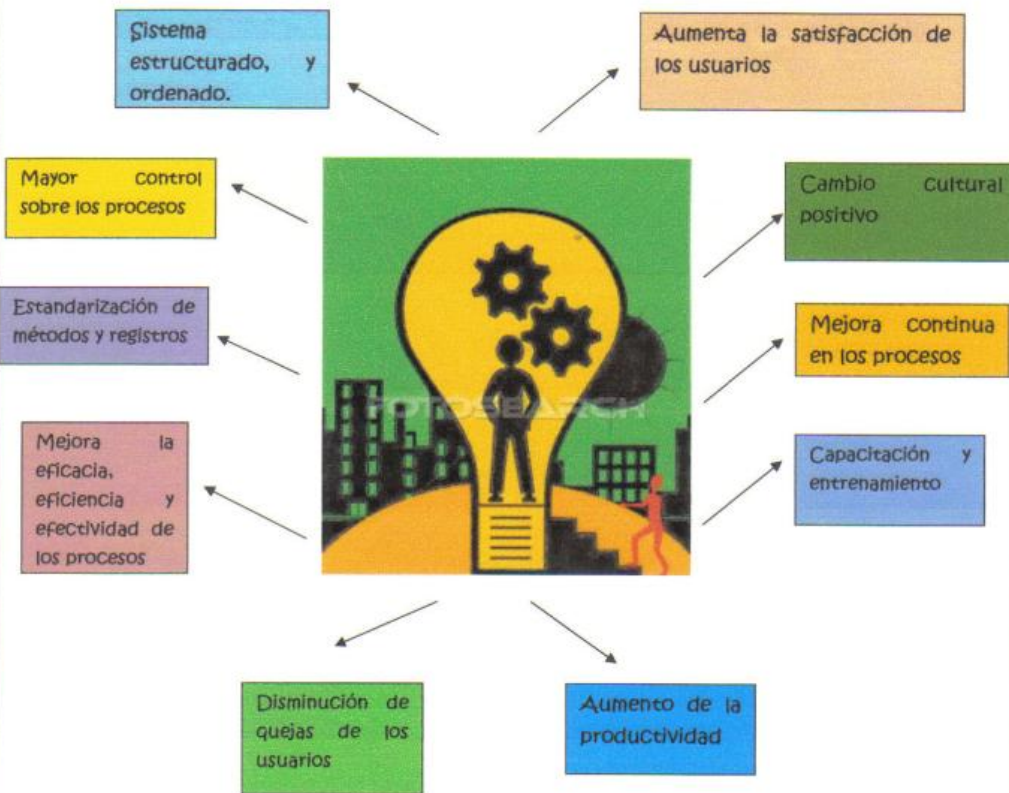 Sistema
estructurado, y
ordenado.
Aumenta la satisfacción de
los usuarios
Mayor control
sobre los procesos
Cambio cultural
positivo
Estandarización de
métodos y registros
Mejora continua
en los procesos
Mejora la
eficacia,
eficiencia y
efectividad de
los procesos
Capacitación y
entrenamiento
FOTOSEARCH
Disminución de
quejas de los
usuarios
Aumento de la
productividad